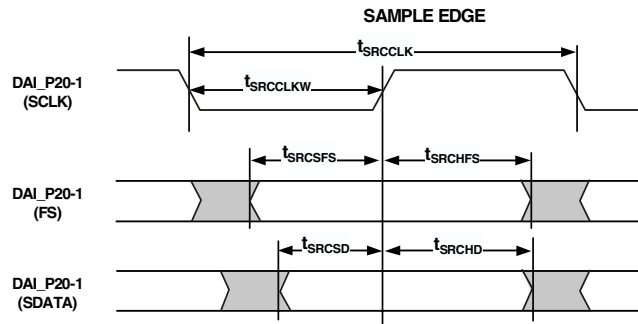 SAMPLE EDGE
tSRCCLK
DAI_P20-1
(SCLK)
tSRCCLKW
tSRCSFS
tSRCHFS
DAI_P20-1
(FS)
tSRCSD
tSRCHD
DAI_P20-1
(SDATA)